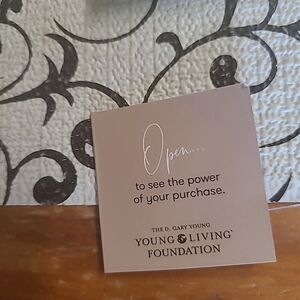 Open...
to see the power
of your purchase.
THE D. GARY YOUNG
YOUNG LIVING
FOUNDATION